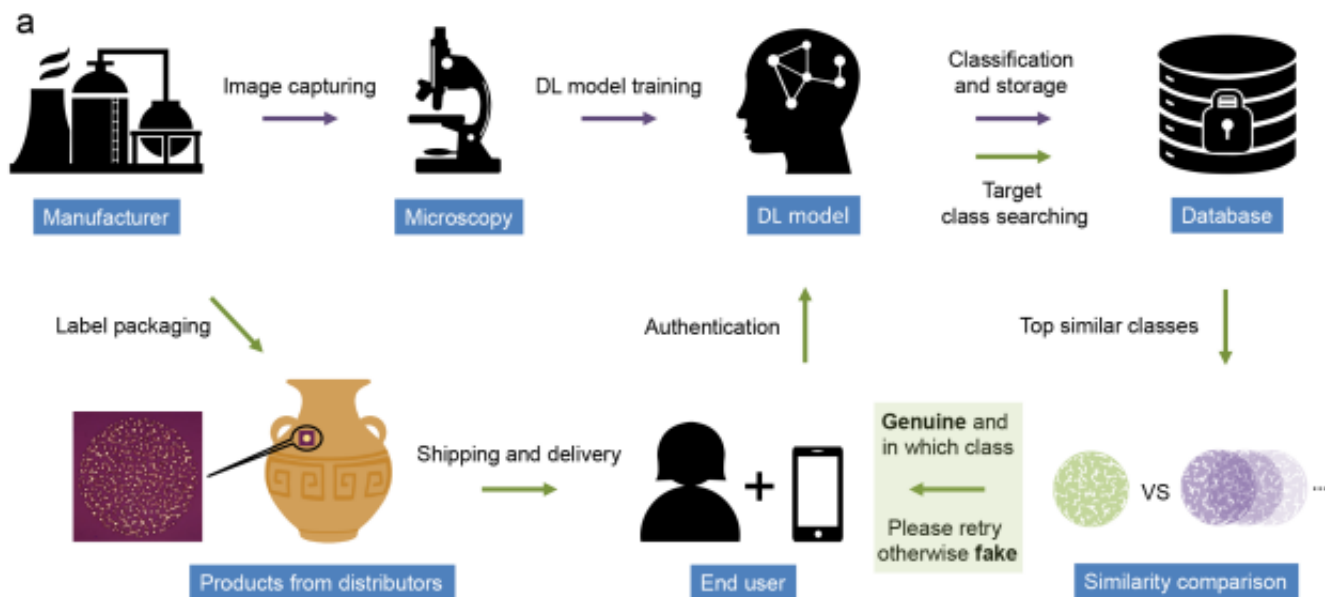 a
Image capturing
DL model training
Classification
and storage
Target
class searching
Manufacturer
Microscopy
DL model
Database
Label packaging
Authentication
Top similar classes
Shipping and delivery
Genuine and
in which class
Please retry
otherwise fake
+
VS
...
Products from distributors
End user
Similarity comparison